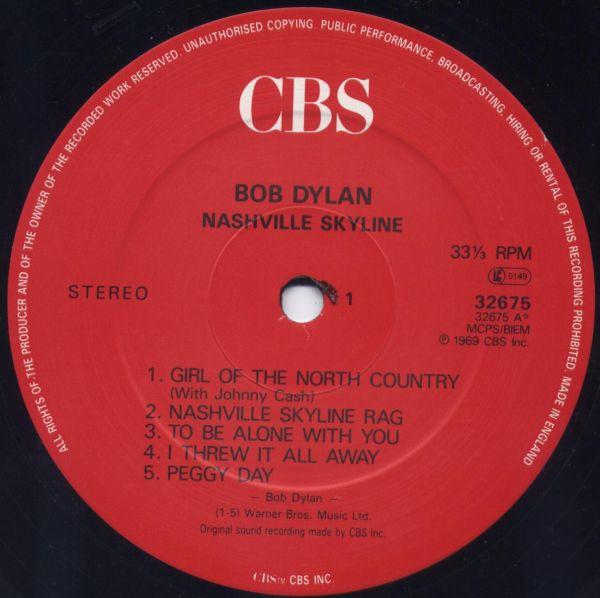 ALL RIGHTS OF THE PRODUCER AND OF THE OWNER OF THE RECORDED WORK RESERVED. UNAUTHORISED COPYING, PUBLIC PERFORMANCE, BROADCASTING, HIRING OR RENTAL OF THIS RECORDING PROHIBITED. MADE IN ENGLAND
CBS
BOB DYLAN
NASHVILLE SKYLINE
33⅓ RPM
LC 0149
STEREO
1
32675
32675 Aº
MCPS/BIEM
℗ 1969 CBS Inc.
1. GIRL OF THE NORTH COUNTRY
(With Johnny Cash)
2. NASHVILLE SKYLINE RAG
3. TO BE ALONE WITH YOU
4. I THREW IT ALL AWAY
5. PEGGY DAY
– Bob Dylan –
(1-5) Warner Bros. Music Ltd.
Original sound recording made by CBS Inc.
CBS™ CBS INC.